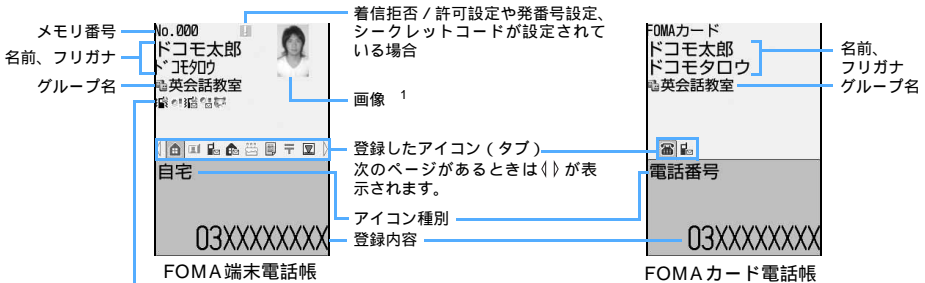 メモリ番号
名前、フリガナ
グループ名
No.000
ドコモ太郎
ドコモタロウ
英会話教室
自宅
03XXXXXXXX
FOMA端末電話帳
着信拒否/許可設定や発番号設定、
シークレットコードが設定されて
いる場合
画像 1
登録したアイコン(タブ)
次のページがあるときは〈〉が表
示されます。
アイコン種別
登録内容
FOMAカード
ドコモ太郎
ドコモタロウ
英会話教室
電話番号
03XXXXXXXX
FOMAカード電話帳
名前、
フリガナ
グループ名